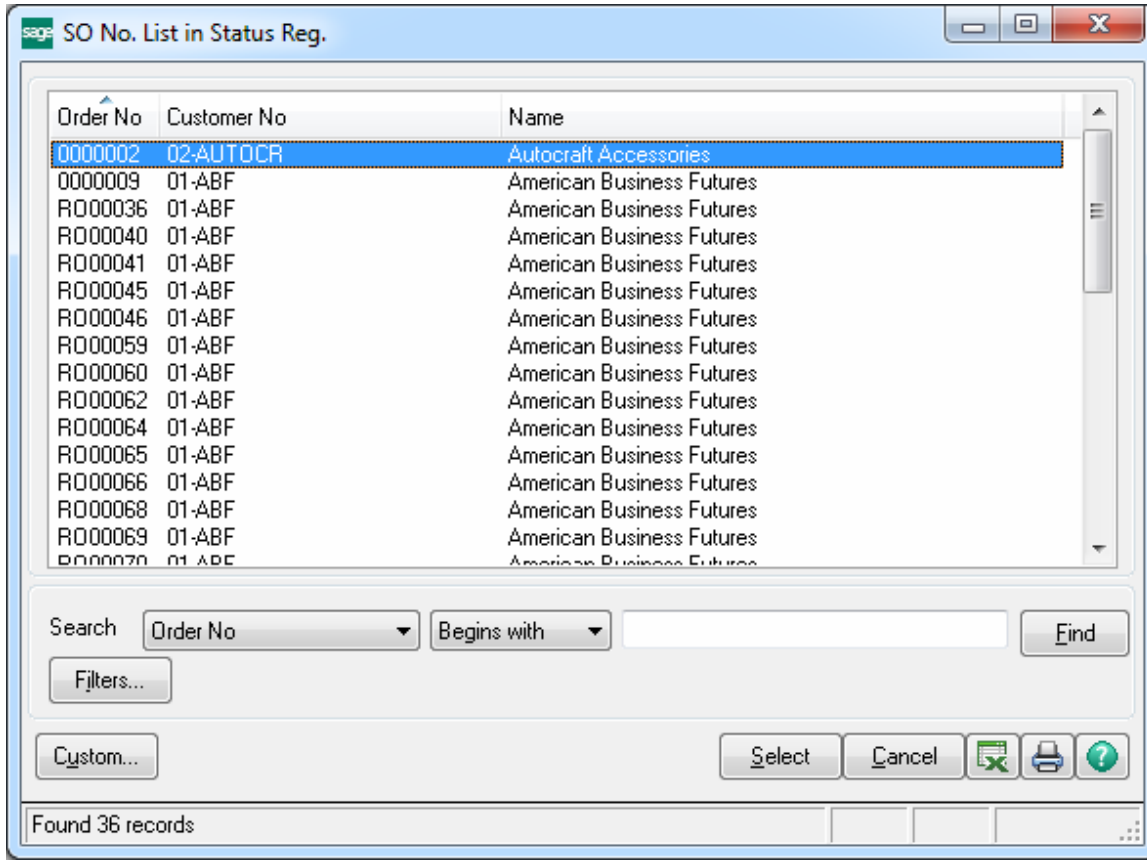 sage SO No. List in Status Reg.
Order No Customer No Name
0000002 02-AUTOCR Autocraft Accessories
0000009 01-ABF American Business Futures
RO00036 01-ABF American Business Futures
RO00040 01-ABF American Business Futures
RO00041 01-ABF American Business Futures
RO00045 01-ABF American Business Futures
RO00046 01-ABF American Business Futures
RO00059 01-ABF American Business Futures
RO00060 01-ABF American Business Futures
RO00062 01-ABF American Business Futures
RO00064 01-ABF American Business Futures
RO00065 01-ABF American Business Futures
RO00066 01-ABF American Business Futures
RO00068 01-ABF American Business Futures
RO00069 01-ABF American Business Futures
RO00070 01-ABF American Business Futures
Search Order No Begins with Find
Filters...
Custom... Select Cancel
Found 36 records